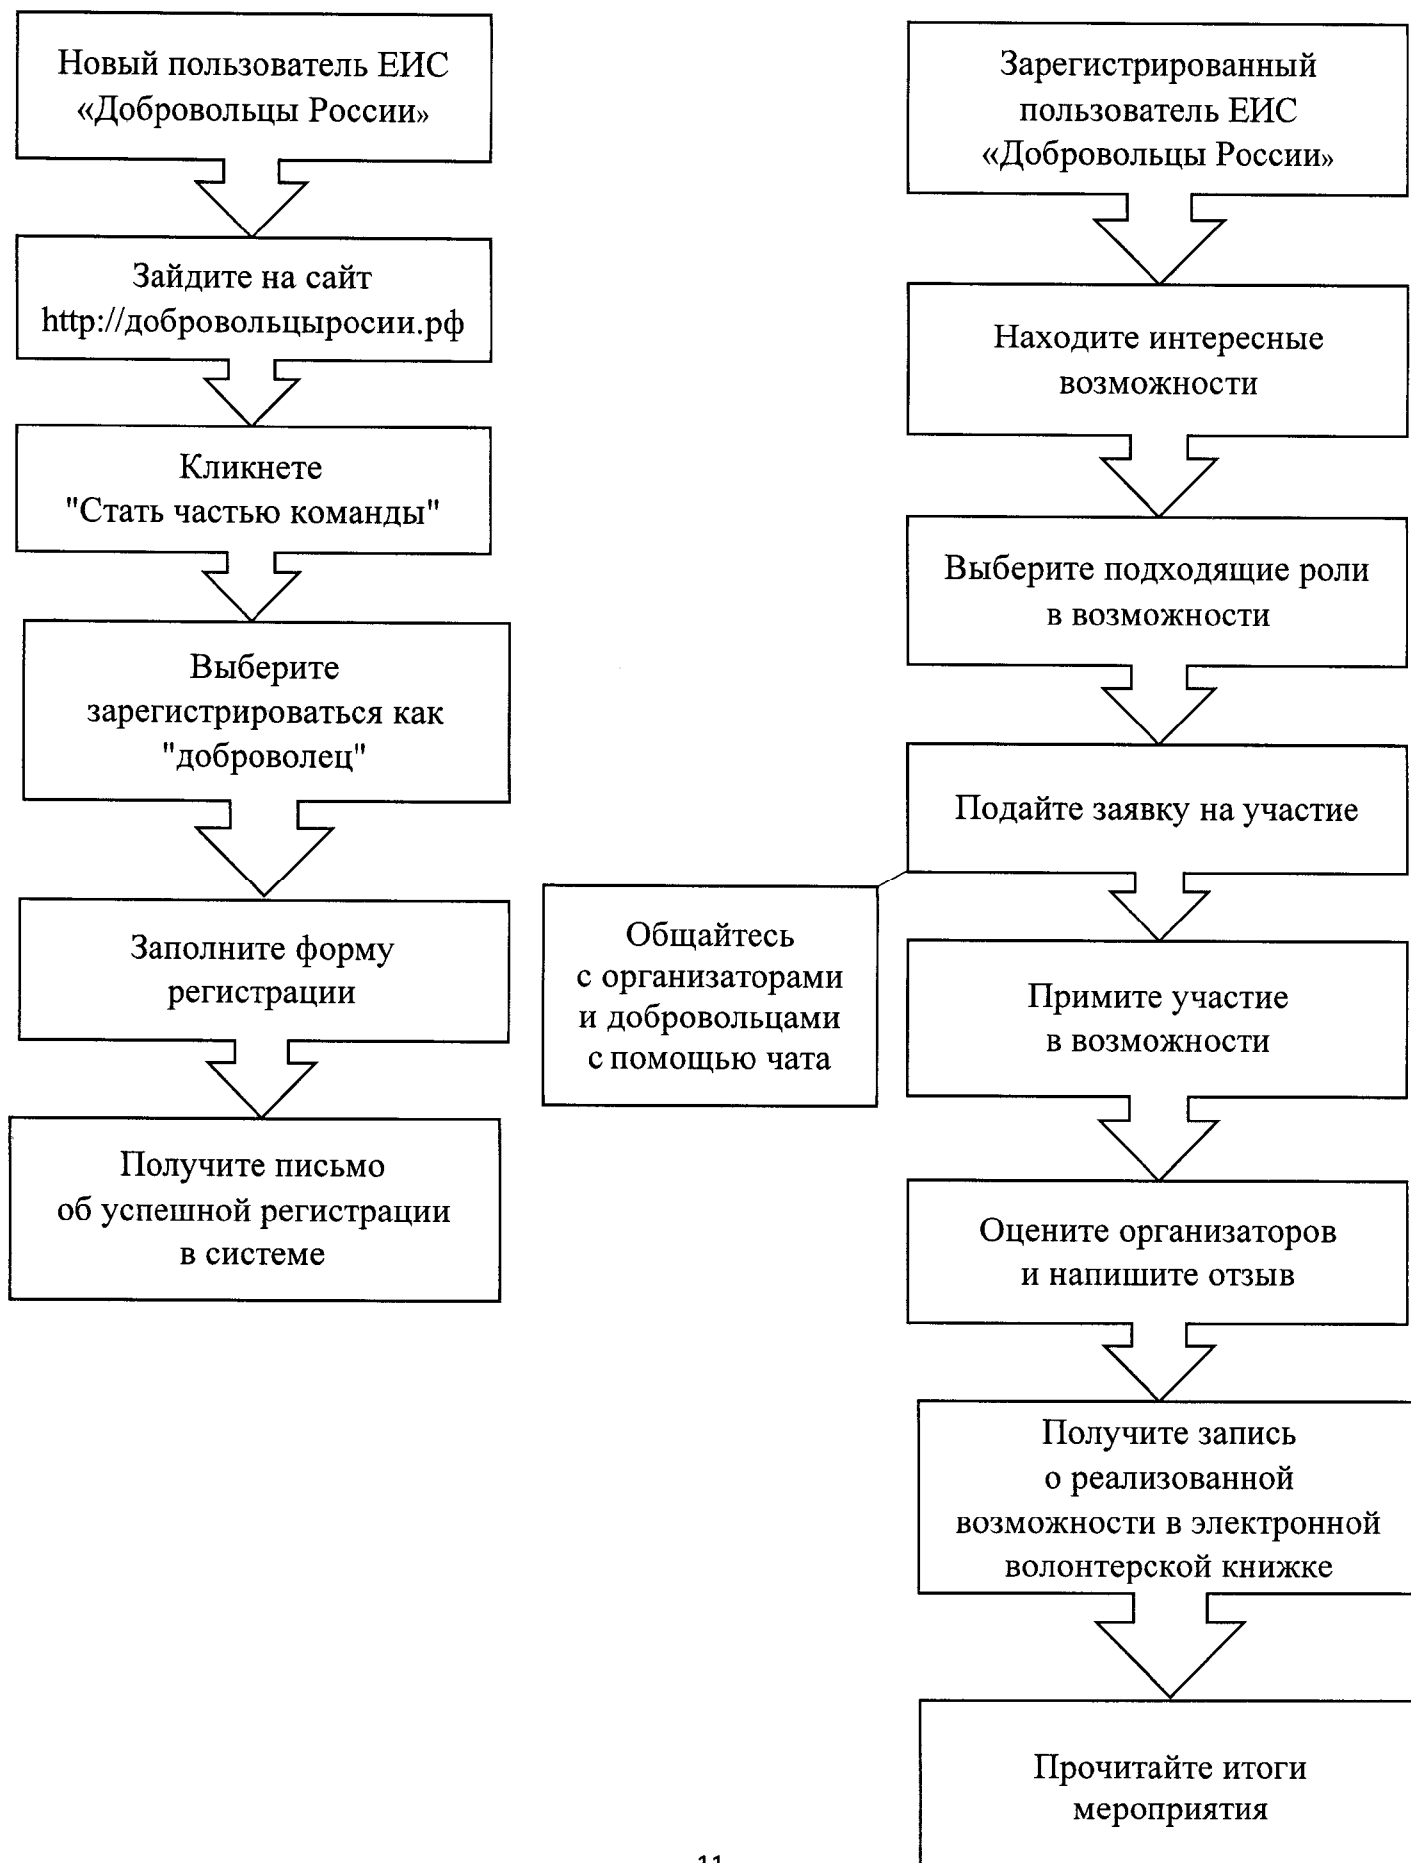 Новый пользователь ЕИС
«Добровольцы России»
Зайдите на сайт
http://добровольцыросии.рф
Кликнете
"Стать частью команды"
Выберите
зарегистрироваться как
"доброволец"
Заполните форму
регистрации
Получите письмо
об успешной регистрации
в системе
Зарегистрированный
пользователь ЕИС
«Добровольцы России»
Находите интересные
возможности
Выберите подходящие роли
в возможности
Подайте заявку на участие
Общайтесь
с организаторами
и добровольцами
с помощью чата
Примите участие
в возможности
Оцените организаторов
и напишите отзыв
Получите запись
о реализованной
возможности в электронной
волонтерской книжке
Прочитайте итоги
мероприятия
11